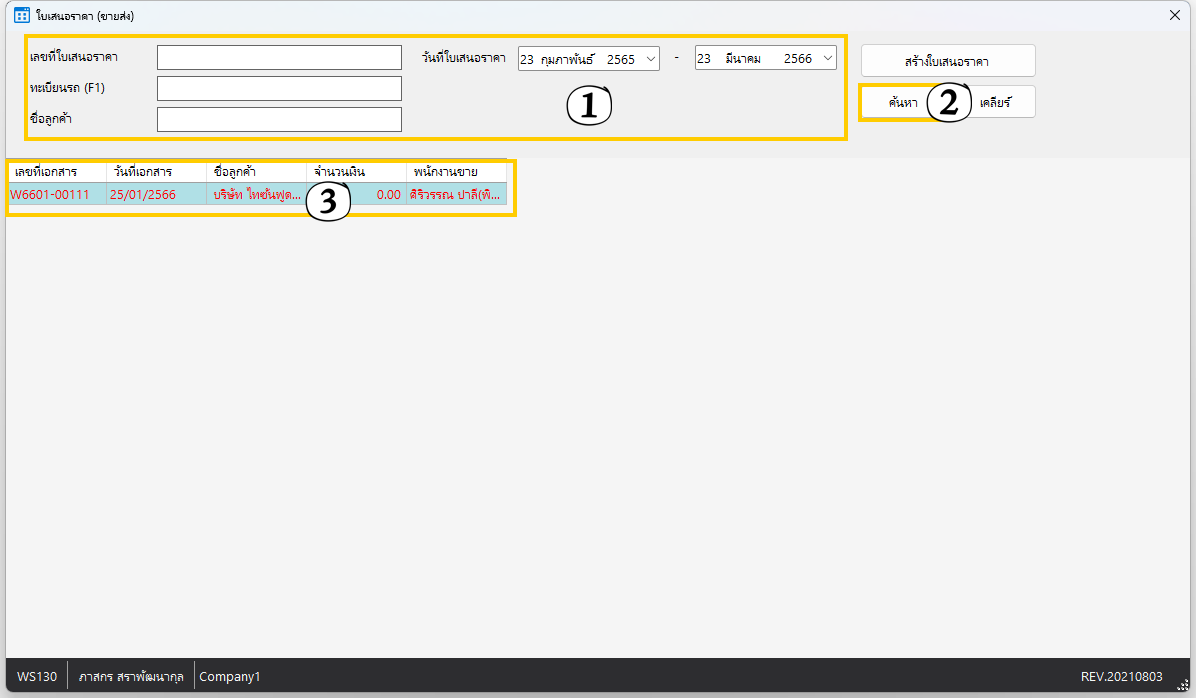 ใบเสนอราคา (ขายส่ง)
เลขที่ใบเสนอราคา
วันที่ใบเสนอราคา 23 กุมภาพันธ์ 2565 - 23 มีนาคม 2566
สร้างใบเสนอราคา
ทะเบียนรถ (F1)
1
ค้นหา 2 เคลียร์
ชื่อลูกค้า
เลขที่เอกสาร วันที่เอกสาร ชื่อลูกค้า จำนวนเงิน พนักงานขาย
W6601-00111 25/01/2566 บริษัท ไทซันฟูด... 0.00 ศิริวรรณ ปาลี(พิ...
3
WS130 ภาสกร สราพัฒนากุล Company1 REV.20210803